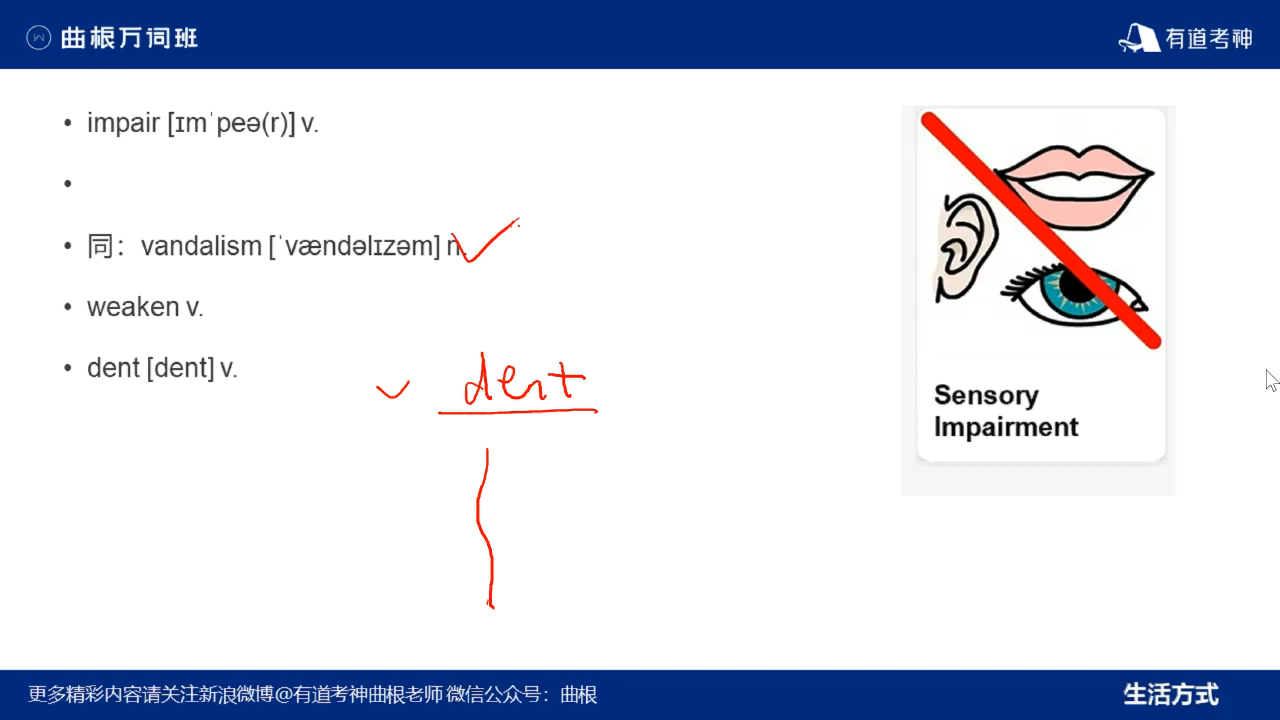 曲根万词班
有道考神
• impair [ɪmˈpeə(r)] v.
•
• 同：vandalism [ˈvændəlɪzəm] n.
• weaken v.
• dent [dent] v.
dent
Sensory
Impairment
更多精彩内容请关注新浪微博@有道考神曲根老师 微信公众号：曲根
生活方式